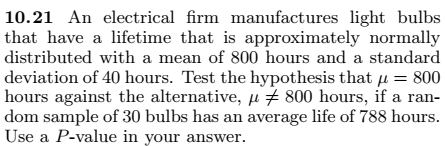 10.21 An electrical firm manufactures light bulbs
that have a lifetime that is approximately normally
distributed with a mean of 800 hours and a standard
deviation of 40 hours. Test the hypothesis that μ = 800
hours against the alternative, μ ≠ 800 hours, if a ran-
dom sample of 30 bulbs has an average life of 788 hours.
Use a P-value in your answer.